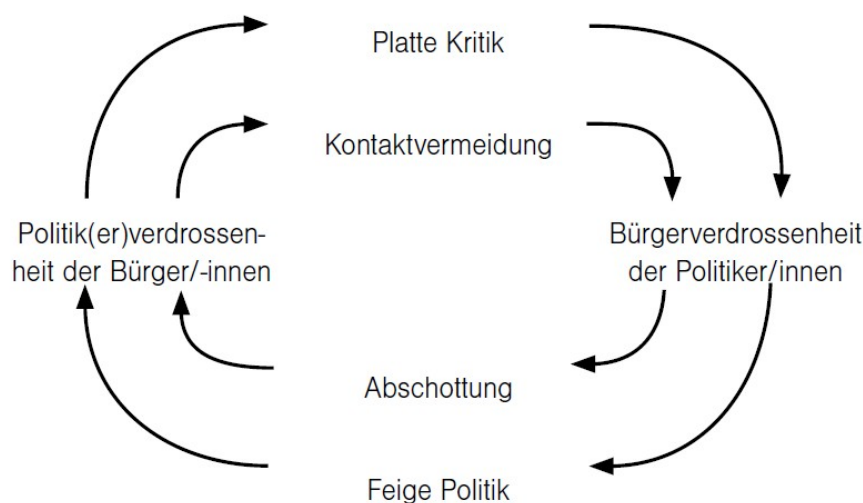 Platte Kritik
Kontaktvermeidung
Politik(er)verdrossen-
heit der Bürger/-innen
Bürgerverdrossenheit
der Politiker/innen
Abschottung
Feige Politik